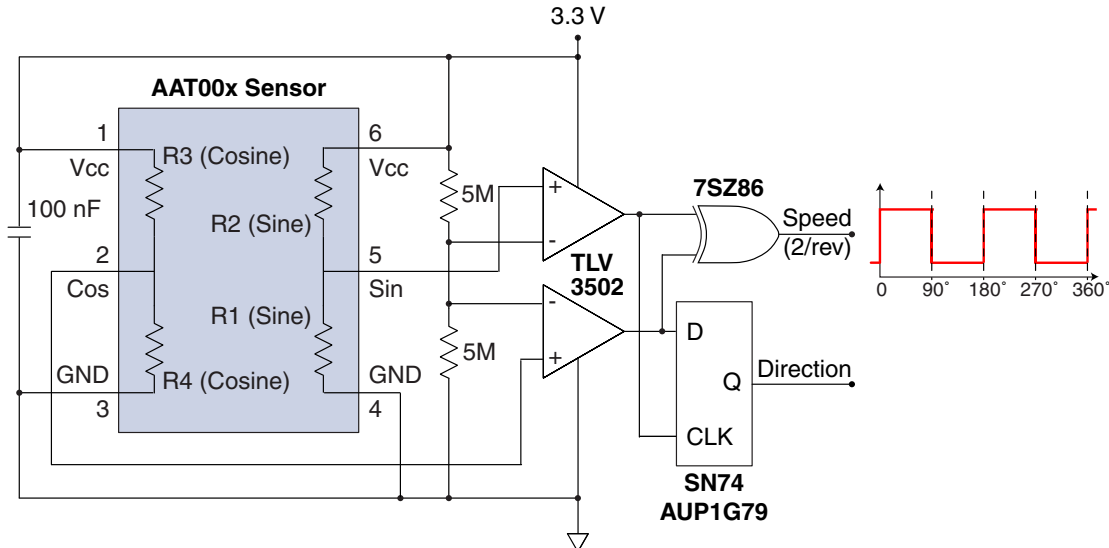 3.3 V
AAT00x Sensor
1
Vcc
R3 (Cosine)
6
Vcc
100 nF
R2 (Sine)
5M
+
-
7SZ86
Speed
(2/rev)
2
Cos
5
Sin
TLV
3502
0 90° 180° 270° 360°
R1 (Sine)
-
+
5M
D
Q
CLK
Direction
GND
3
R4 (Cosine)
GND
4
SN74
AUP1G79